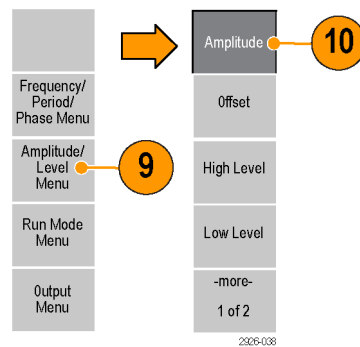 Frequency/
Period/
Phase Menu
Amplitude/
Level
Menu
9
Run Mode
Menu
Output
Menu
Amplitude
10
Offset
High Level
Low Level
-more-
1 of 2
2926-038